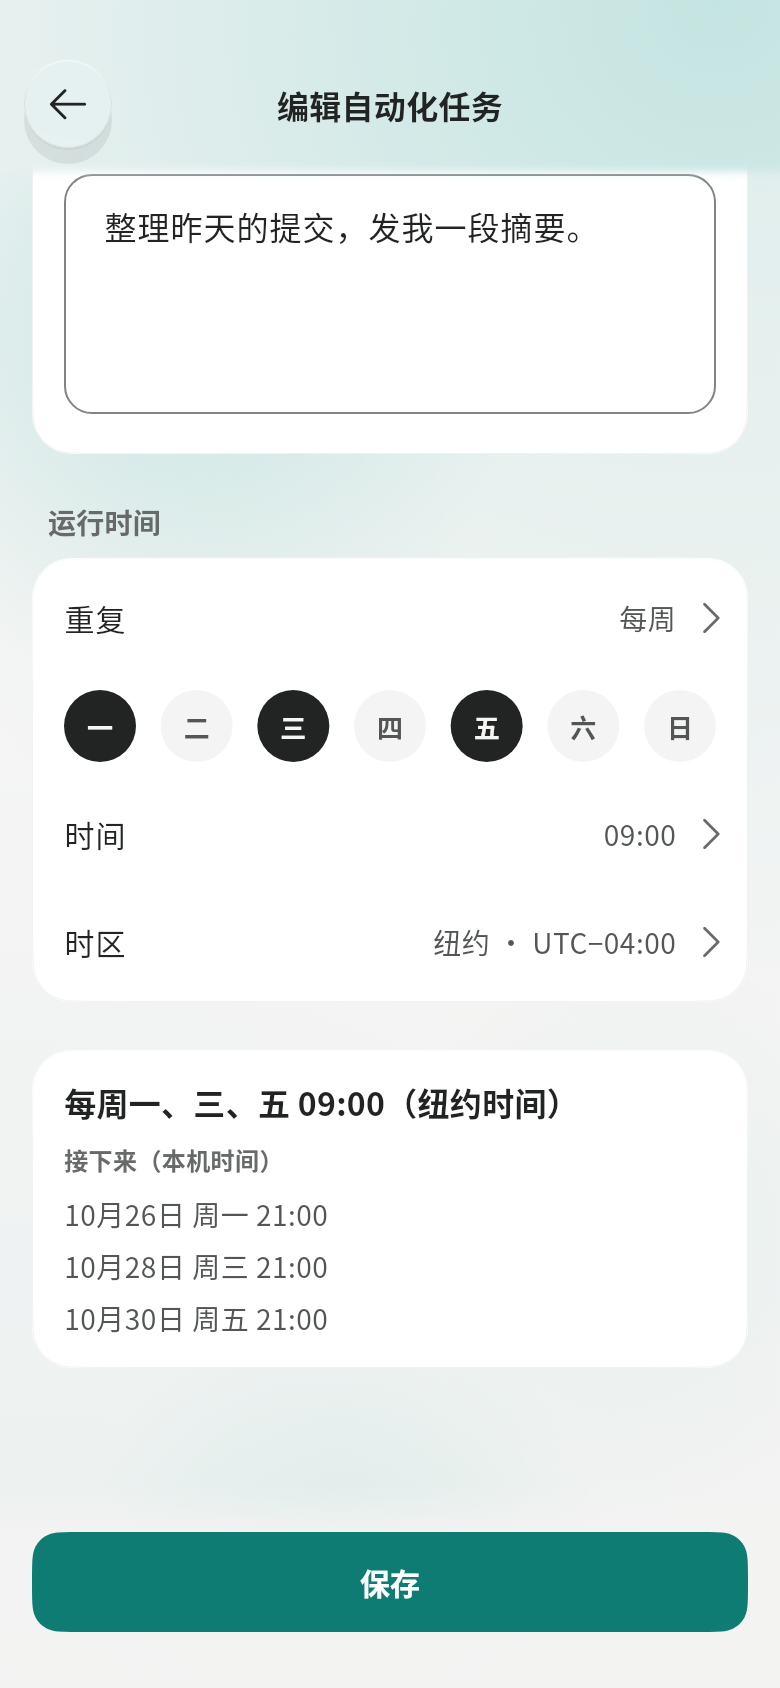 编辑自动化任务
整理昨天的提交，发我一段摘要。
运行时间
重复 每周
一 二 三 四 五 六 日
时间 09:00
时区 纽约 · UTC−04:00
每周一、三、五 09:00（纽约时间）
接下来（本机时间）
10月26日 周一 21:00
10月28日 周三 21:00
10月30日 周五 21:00
保存